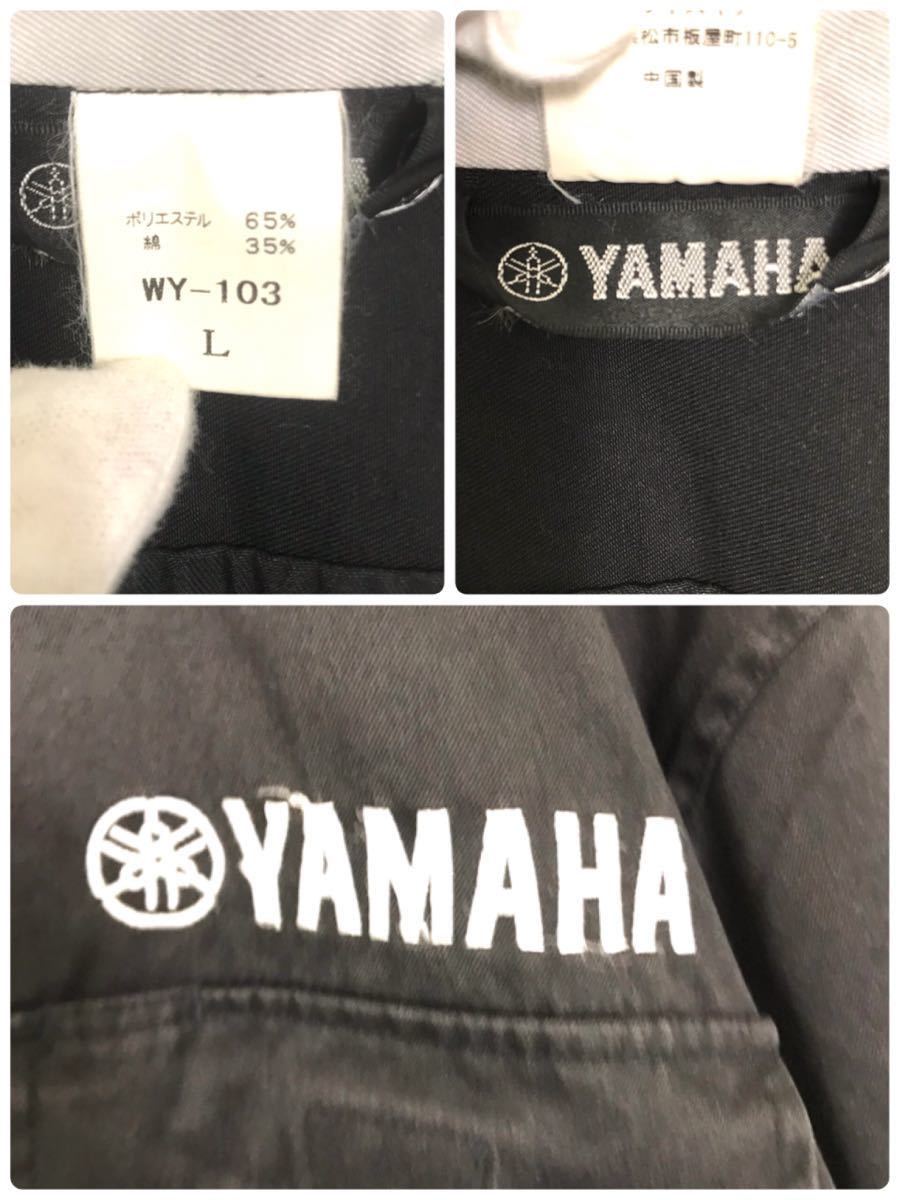 ポリエステル 65%
綿 35%
WY-103
L
松市板屋町110-5
中国製
YAMAHA
YAMAHA